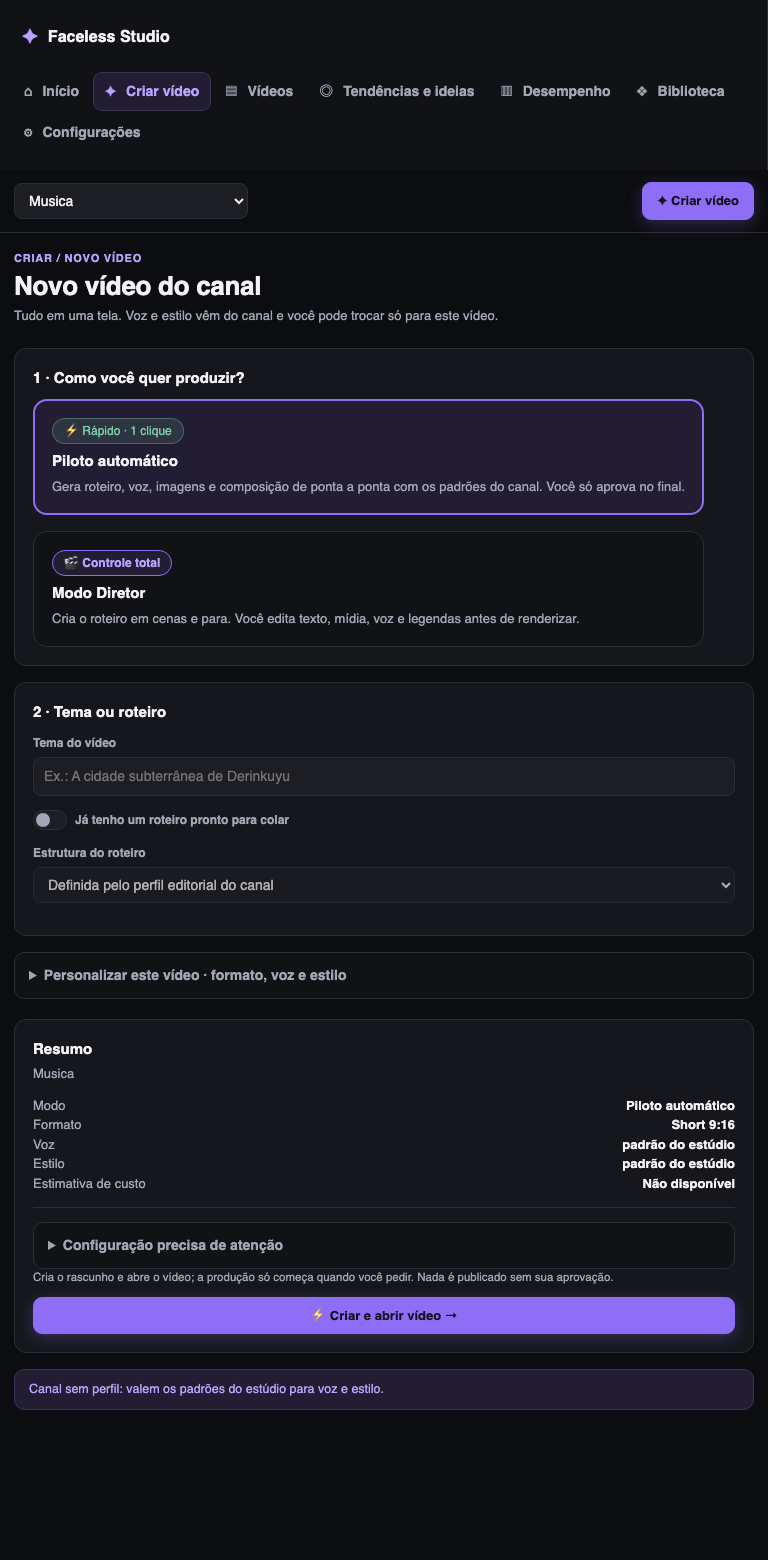 Faceless Studio
Início
Criar vídeo
Vídeos
Tendências e ideias
Desempenho
Biblioteca
Configurações
Musica
✦ Criar vídeo
CRIAR / NOVO VÍDEO
Novo vídeo do canal
Tudo em uma tela. Voz e estilo vêm do canal e você pode trocar só para este vídeo.
1 · Como você quer produzir?
⚡ Rápido · 1 clique
Piloto automático
Gera roteiro, voz, imagens e composição de ponta a ponta com os padrões do canal. Você só aprova no final.
🎬 Controle total
Modo Diretor
Cria o roteiro em cenas e para. Você edita texto, mídia, voz e legendas antes de renderizar.
2 · Tema ou roteiro
Tema do vídeo
Ex.: A cidade subterrânea de Derinkuyu
Já tenho um roteiro pronto para colar
Estrutura do roteiro
Definida pelo perfil editorial do canal
Personalizar este vídeo · formato, voz e estilo
Resumo
Musica
Modo Piloto automático
Formato Short 9:16
Voz padrão do estúdio
Estilo padrão do estúdio
Estimativa de custo Não disponível
Configuração precisa de atenção
Cria o rascunho e abre o vídeo; a produção só começa quando você pedir. Nada é publicado sem sua aprovação.
⚡ Criar e abrir vídeo →
Canal sem perfil: valem os padrões do estúdio para voz e estilo.